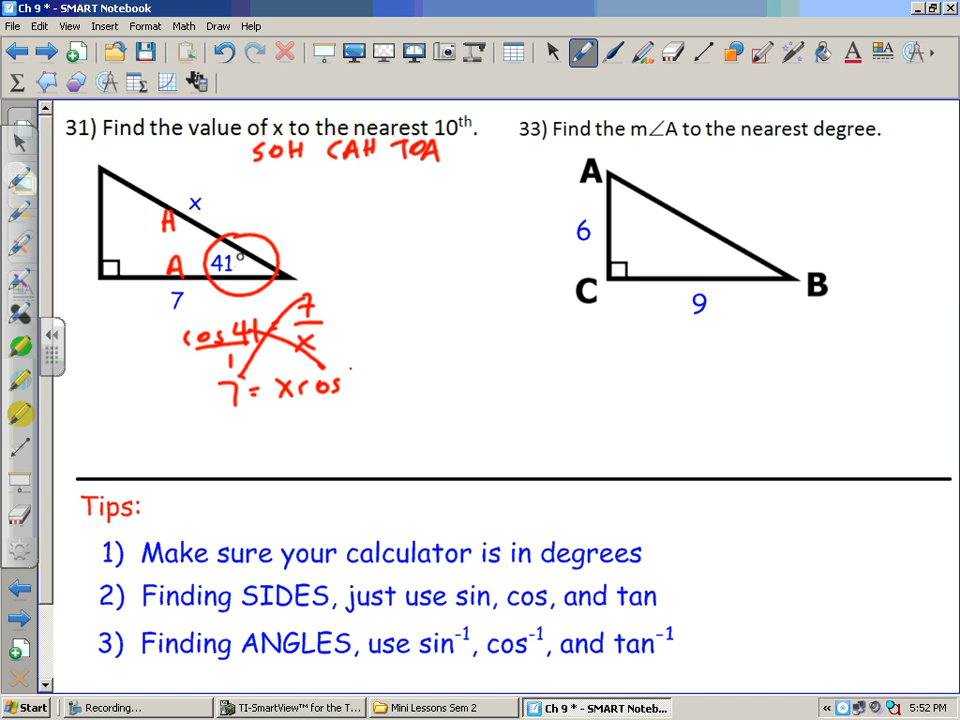 Ch 9 * - SMART Notebook
File Edit View Insert Format Math Draw Help
31) Find the value of x to the nearest 10th.
SOH CAH TOA
x
H
A
41°
7
cos 41 7
1 x
7 = x cos
33) Find the m∠A to the nearest degree.
A
6
C
9
B
Tips:
1) Make sure your calculator is in degrees
2) Finding SIDES, just use sin, cos, and tan
3) Finding ANGLES, use sin⁻¹, cos⁻¹, and tan⁻¹
Start Recording... TI-SmartView™ for the T... Mini Lessons Sem 2 Ch 9 * - SMART Noteb... « 5:52 PM